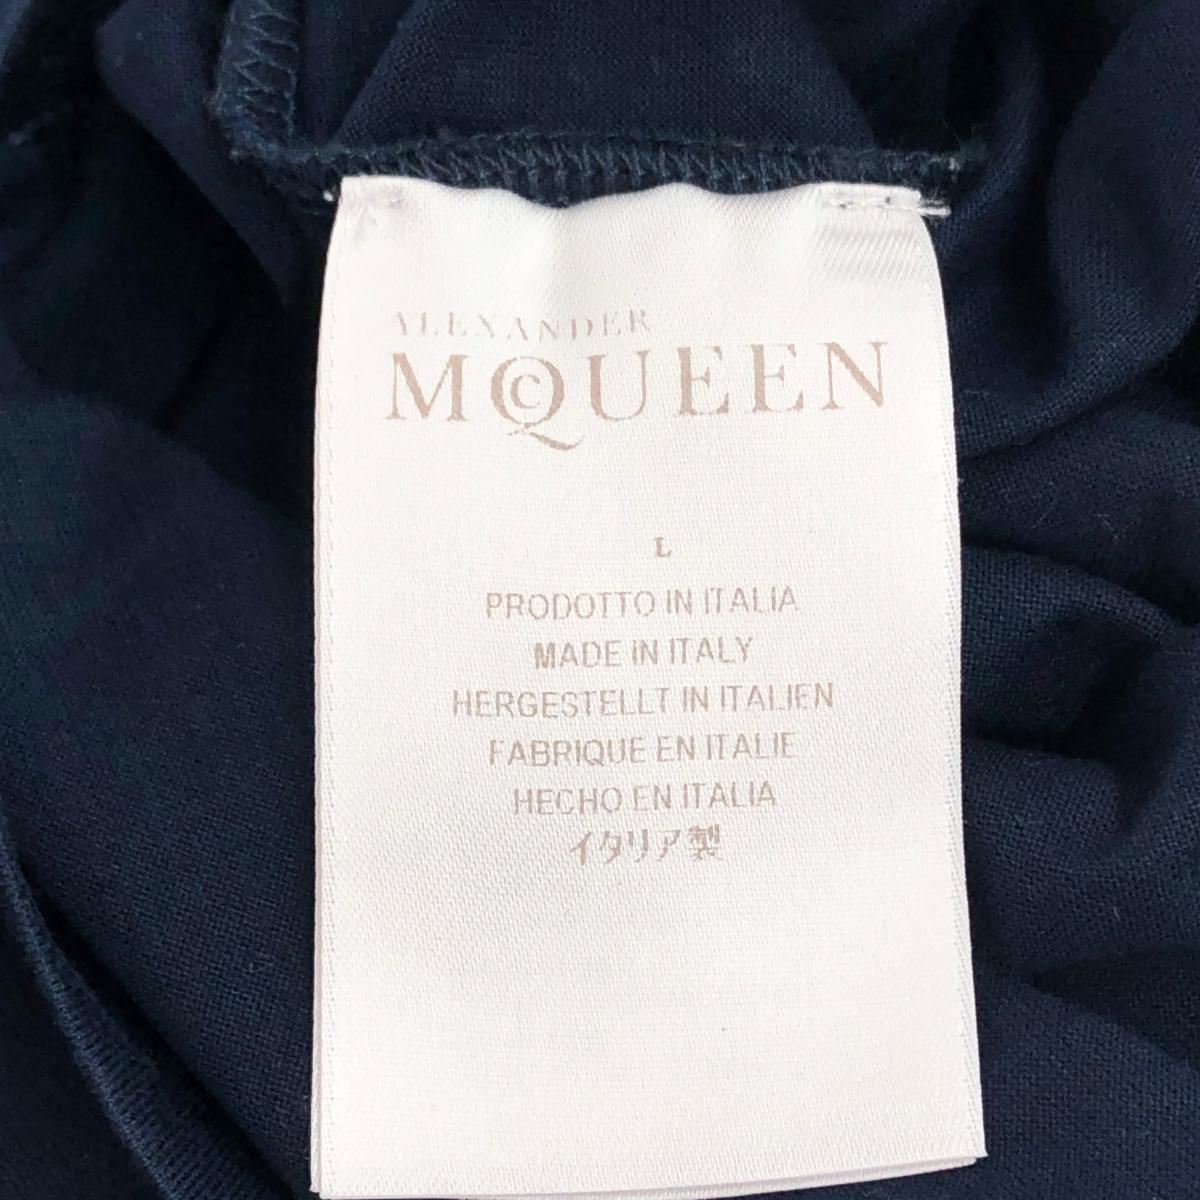 ALEXANDER
MCQUEEN
L
PRODOTTO IN ITALIA
MADE IN ITALY
HERGESTELLT IN ITALIEN
FABRIQUE EN ITALIE
HECHO EN ITALIA
イタリア製